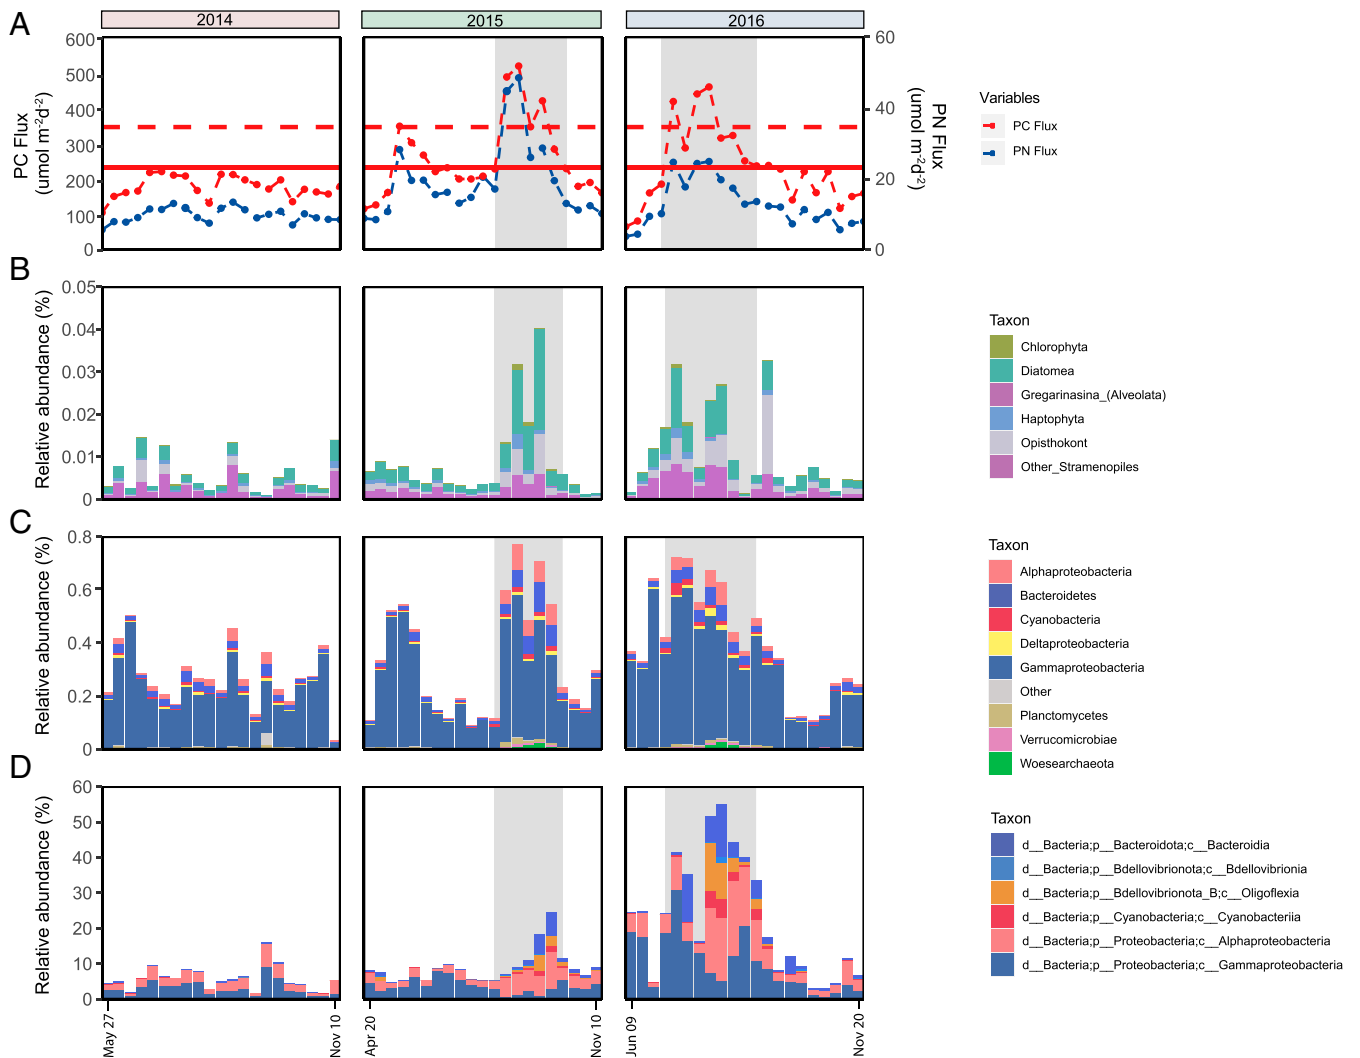 A
2014
2015
2016
600
500
400
300
200
100
0
PC Flux
(umol m-2d-2)
60
40
20
0
PN Flux
(umol m-2d-2)
Variables
PC Flux
PN Flux
B
0.05
0.04
0.03
0.02
0.01
0
Relative abundance (%)
Taxon
Chlorophyta
Diatomea
Gregarinasina_(Alveolata)
Haptophyta
Opisthokont
Other_Stramenopiles
C
0.8
0.6
0.4
0.2
0
Relative abundance (%)
Taxon
Alphaproteobacteria
Bacteroidetes
Cyanobacteria
Deltaproteobacteria
Gammaproteobacteria
Other
Planctomycetes
Verrucomicrobiae
Woesearchaeota
D
60
50
40
30
20
10
0
Relative abundance (%)
Taxon
d__Bacteria;p__Bacteroidota;c__Bacteroidia
d__Bacteria;p__Bdellovibrionota;c__Bdellovibrionia
d__Bacteria;p__Bdellovibrionota_B;c__Oligoflexia
d__Bacteria;p__Cyanobacteria;c__Cyanobacteriia
d__Bacteria;p__Proteobacteria;c__Alphaproteobacteria
d__Bacteria;p__Proteobacteria;c__Gammaproteobacteria
May 27
Nov 10
Apr 20
Nov 10
Jun 09
Nov 20